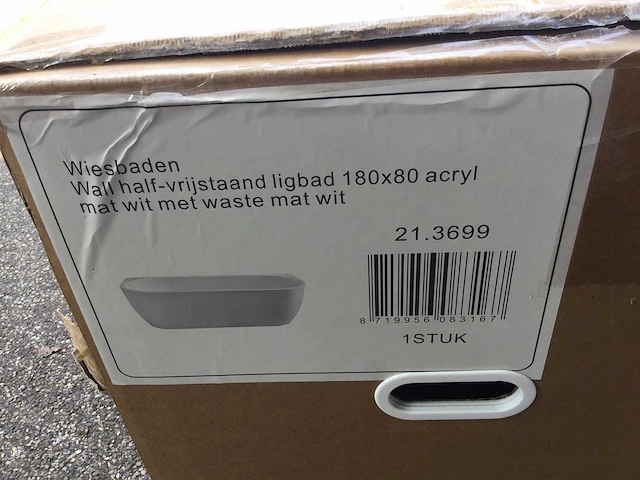 Wiesbaden
Wall half-vrijstaand ligbad 180x80 acryl
mat wit met waste mat wit
21.3699
8 719956 083167
1STUK